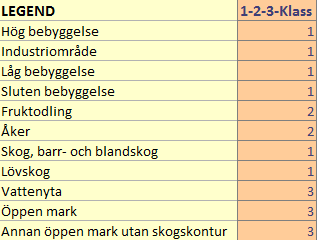 LEGEND 1-2-3-Klass
Hög bebyggelse 1
Industriområde 1
Låg bebyggelse 1
Sluten bebyggelse 1
Fruktodling 2
Åker 2
Skog, barr- och blandskog 1
Lövskog 1
Vattenyta 3
Öppen mark 3
Annan öppen mark utan skogskontur 3